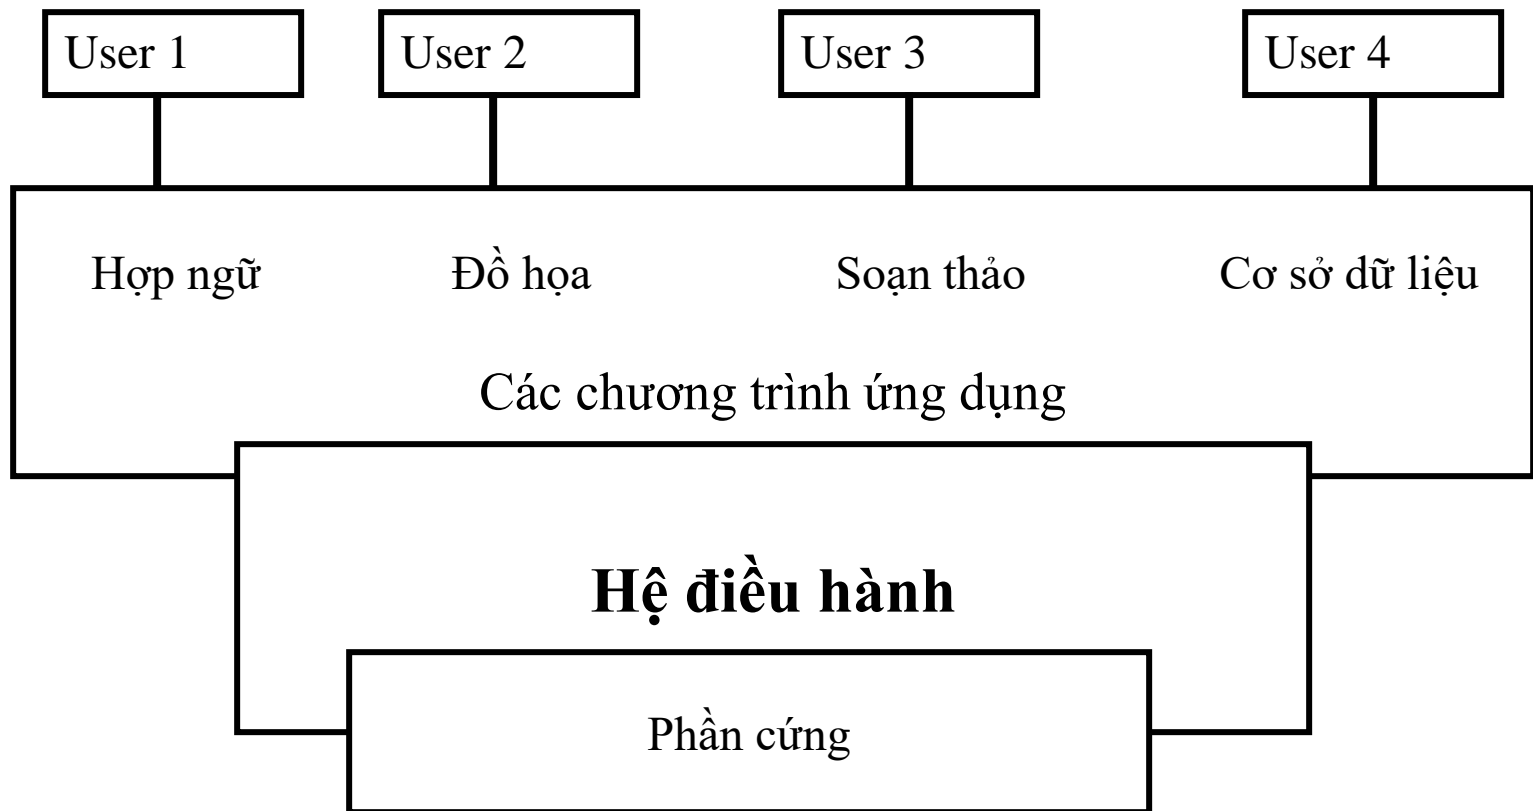 User 1 User 2 User 3 User 4
Hợp ngữ Đồ họa Soạn thảo Cơ sở dữ liệu
Các chương trình ứng dụng
Hệ điều hành
Phần cứng